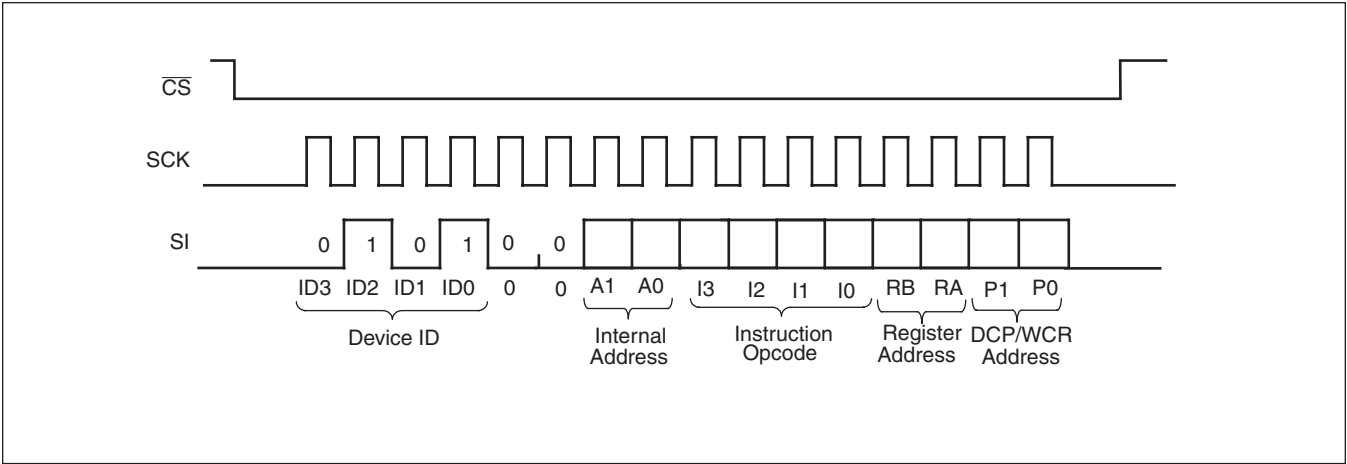 CS
SCK
SI
0 1 0 1 0 0
ID3 ID2 ID1 ID0 0 0 A1 A0 I3 I2 I1 I0 RB RA P1 P0
Device ID
Internal
Address
Instruction
Opcode
Register
Address
DCP/WCR
Address